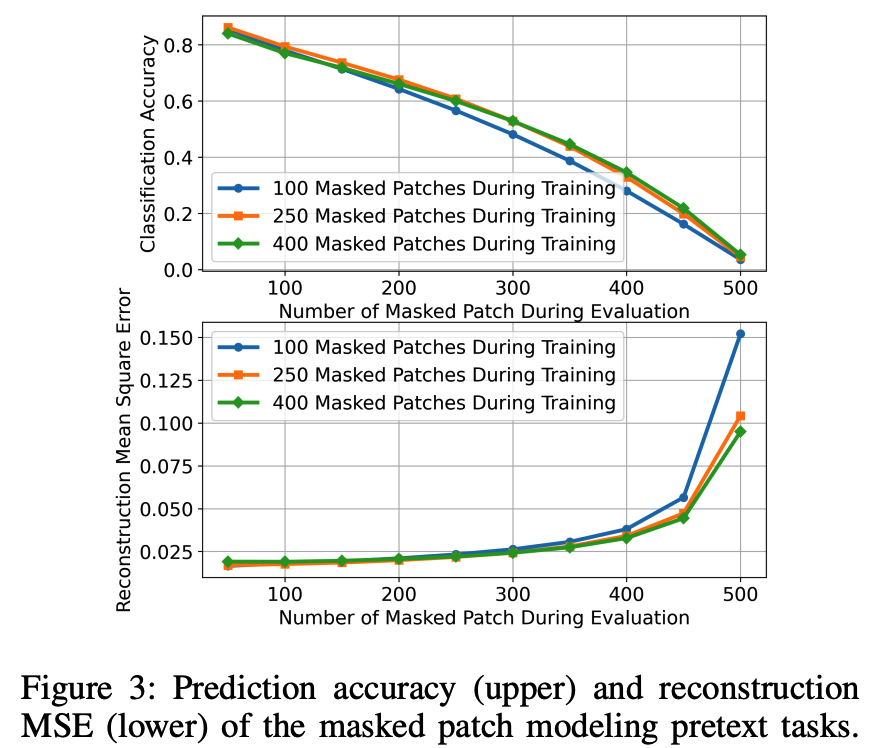 Classification Accuracy
0.8
0.6
0.4
0.2
0.0
100 Masked Patches During Training
250 Masked Patches During Training
400 Masked Patches During Training
100 200 300 400 500
Number of Masked Patch During Evaluation
Reconstruction Mean Square Error
0.150
0.125
0.100
0.075
0.050
0.025
100 Masked Patches During Training
250 Masked Patches During Training
400 Masked Patches During Training
100 200 300 400 500
Number of Masked Patch During Evaluation
Figure 3: Prediction accuracy (upper) and reconstruction
MSE (lower) of the masked patch modeling pretext tasks.